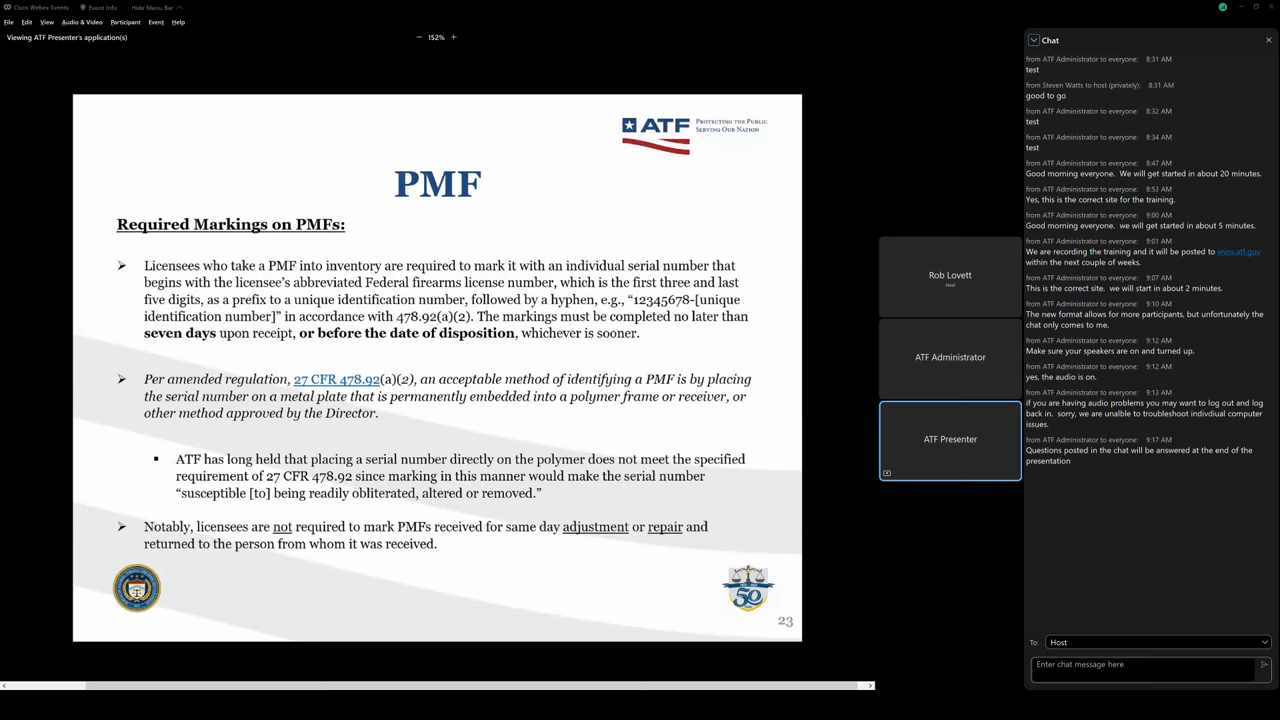 Cisco Webex Events
Event Info
Hide Menu Bar
File Edit View Audio & Video Participant Event Help
Viewing ATF Presenter's application(s)
− 152% +
ATF
PROTECTING THE PUBLIC
SERVING OUR NATION
PMF
Required Markings on PMFs:
➢ Licensees who take a PMF into inventory are required to mark it with an individual serial number that
begins with the licensee's abbreviated Federal firearms license number, which is the first three and last
five digits, as a prefix to a unique identification number, followed by a hyphen, e.g., "12345678-[unique
identification number]" in accordance with 478.92(a)(2). The markings must be completed no later than
seven days upon receipt, or before the date of disposition, whichever is sooner.
➢ Per amended regulation, 27 CFR 478.92(a)(2), an acceptable method of identifying a PMF is by placing
the serial number on a metal plate that is permanently embedded into a polymer frame or receiver, or
other method approved by the Director.
▪ ATF has long held that placing a serial number directly on the polymer does not meet the specified
requirement of 27 CFR 478.92 since marking in this manner would make the serial number
"susceptible [to] being readily obliterated, altered or removed."
➢ Notably, licensees are not required to mark PMFs received for same day adjustment or repair and
returned to the person from whom it was received.
50
23
Rob Lovett
Host
ATF Administrator
ATF Presenter
Chat
from ATF Administrator to everyone: 8:31 AM
test
from Steven Watts to host (privately): 8:31 AM
good to go
from ATF Administrator to everyone: 8:32 AM
test
from ATF Administrator to everyone: 8:34 AM
test
from ATF Administrator to everyone: 8:47 AM
Good morning everyone. We will get started in about 20 minutes.
from ATF Administrator to everyone: 8:53 AM
Yes, this is the correct site for the training.
from ATF Administrator to everyone: 9:00 AM
Good morning everyone. we will get started in about 5 minutes.
from ATF Administrator to everyone: 9:01 AM
We are recording the training and it will be posted to www.atf.gov
within the next couple of weeks.
from ATF Administrator to everyone: 9:07 AM
This is the correct site. we will start in about 2 minutes.
from ATF Administrator to everyone: 9:10 AM
The new format allows for more participants, but unfortunately the
chat only comes to me.
from ATF Administrator to everyone: 9:12 AM
Make sure your speakers are on and turned up.
from ATF Administrator to everyone: 9:12 AM
yes, the audio is on.
from ATF Administrator to everyone: 9:13 AM
if you are having audio problems you may want to log out and log
back in. sorry, we are unable to troubleshoot indivdiual computer
issues.
from ATF Administrator to everyone: 9:17 AM
Questions posted in the chat will be answered at the end of the
presentation
To: Host
Enter chat message here